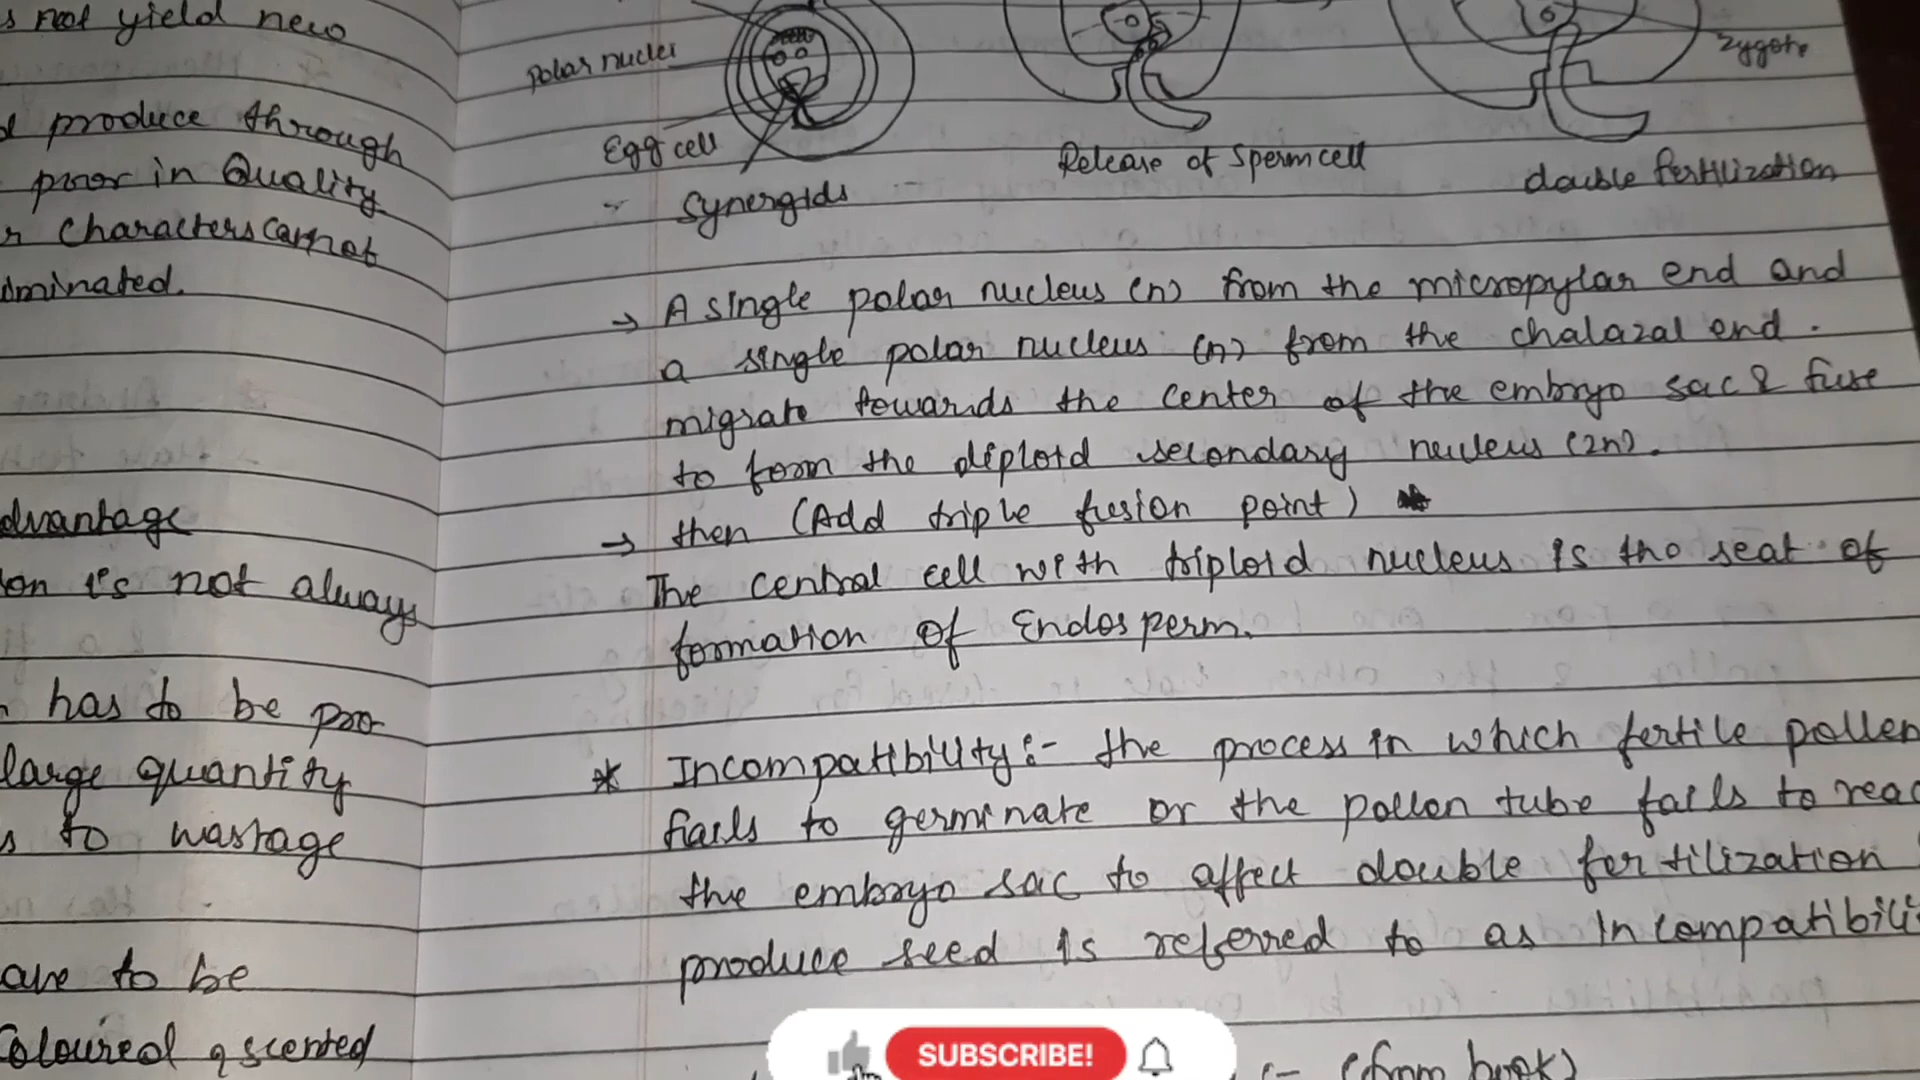 s not yield new
d produce through
poor in Quality
r characters cannot
iminated.
dvantage
on is not always
has to be pro-
large quantity
s to wastage
are to be
Coloured & scented
polar nuclei
Egg cell
Synergids
Release of Sperm cell
Zygote
double fertilization
→ A single polar nucleus (n) from the micropylar end and
a single polar nucleus (n) from the chalazal end.
migrate towards the center of the embryo sac & fuse
to form the diploid secondary nucleus (2n).
→ then (Add triple fusion point)
The central cell with triploid nucleus is the seat of
formation of Endosperm.
* Incompatibility:- the process in which fertile pollen
fails to germinate or the pollen tube fails to reac
the embryo sac to affect double fertilization
produce seed is referred to as incompatibili
:- (from book)
SUBSCRIBE!